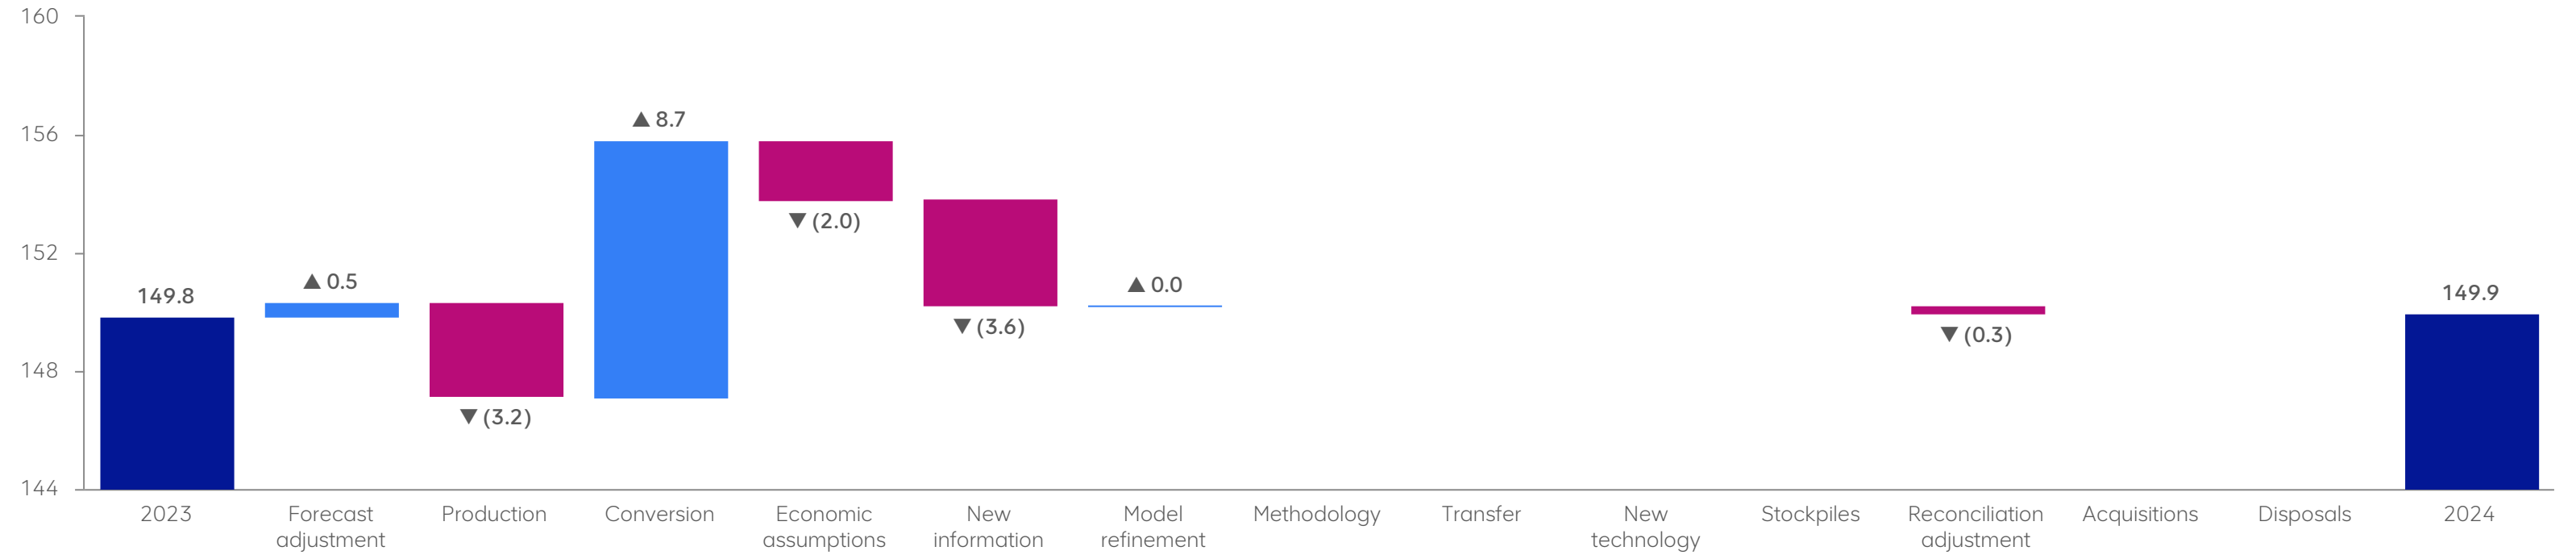 160
156
152
148
144
149.8
▲ 0.5
▼ (3.2)
▲ 8.7
▼ (2.0)
▼ (3.6)
▲ 0.0
▼ (0.3)
149.9
2023
Forecast
adjustment
Production
Conversion
Economic
assumptions
New
information
Model
refinement
Methodology
Transfer
New
technology
Stockpiles
Reconciliation
adjustment
Acquisitions
Disposals
2024